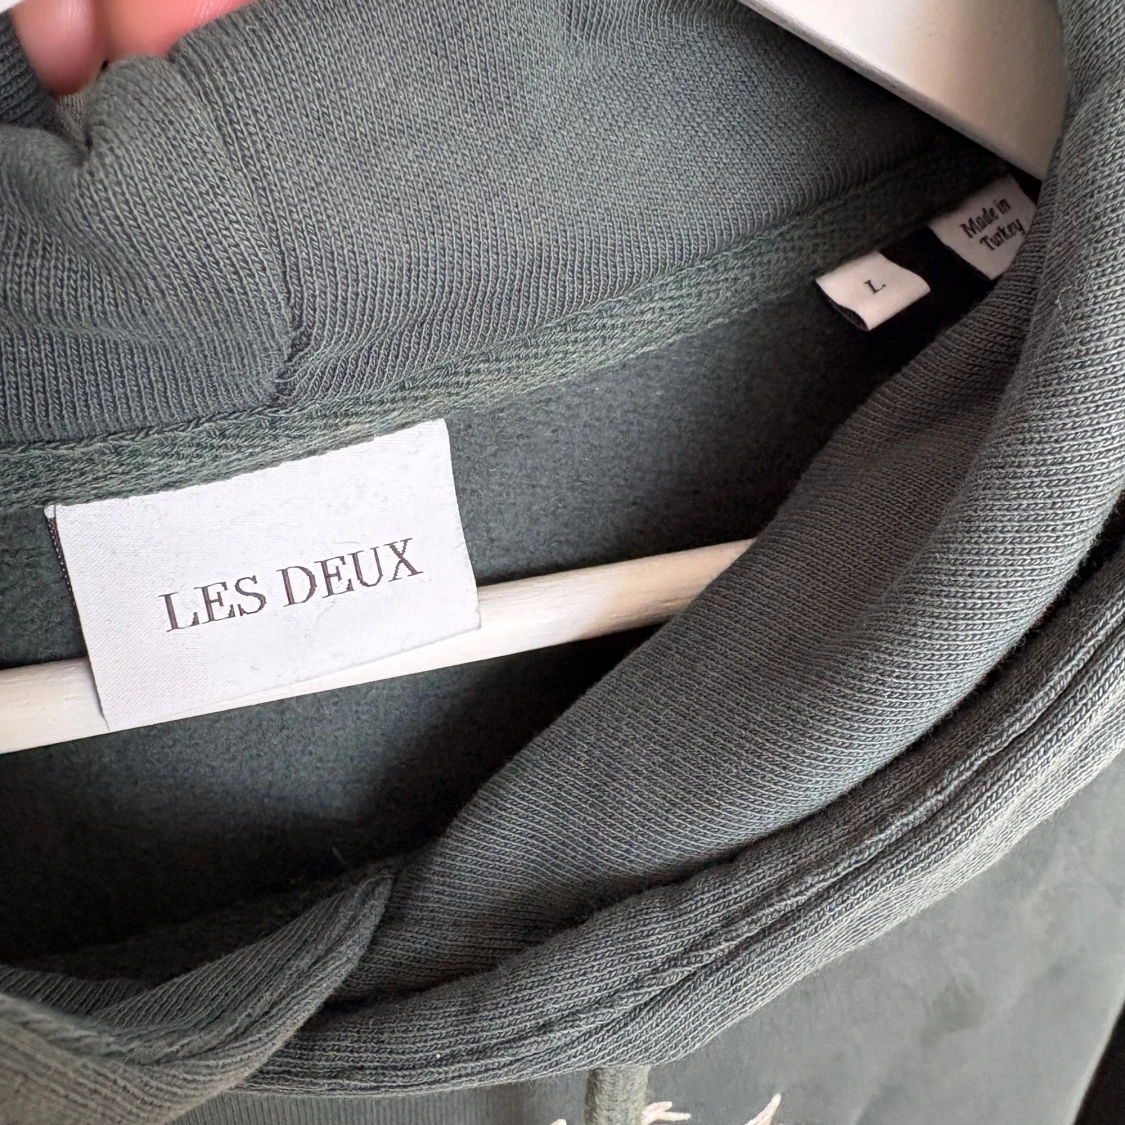 Made in
Turkey
L
LES DEUX